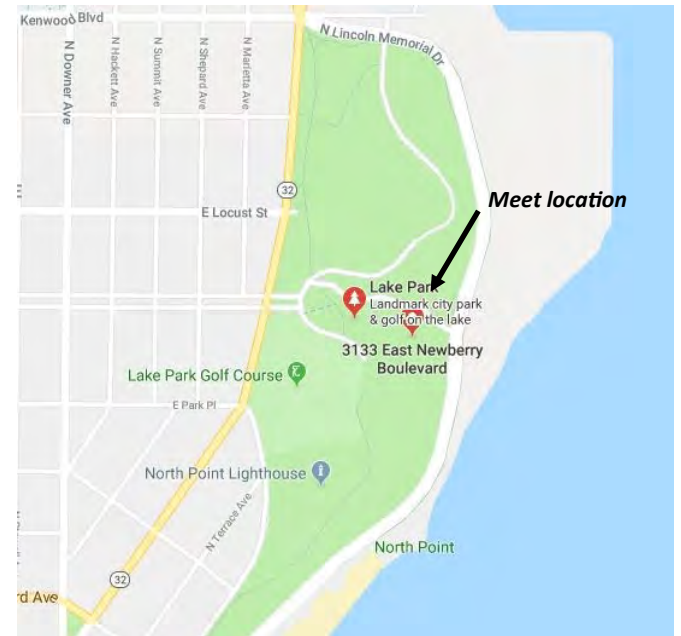 Kenwood Blvd
N Lincoln Memorial Dr
N Downer Ave
N Hackett Ave
N Summit Ave
N Shepard Ave
N Marietta Ave
32
E Locust St
Meet location
Lake Park
Landmark city park
& golf on the lake
3133 East Newberry
Boulevard
Lake Park Golf Course
E Park Pl
North Point Lighthouse
N Terrace Ave
North Point
32
rd Ave